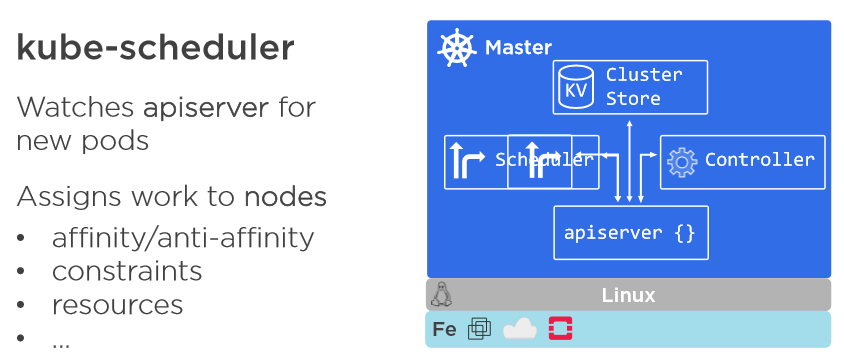 kube-scheduler
Watches apiserver for
new pods
Assigns work to nodes
• affinity/anti-affinity
• constraints
• resources
• ...
Master
KV
Cluster
Store
Scheduler
Controller
apiserver {}
Linux
Fe